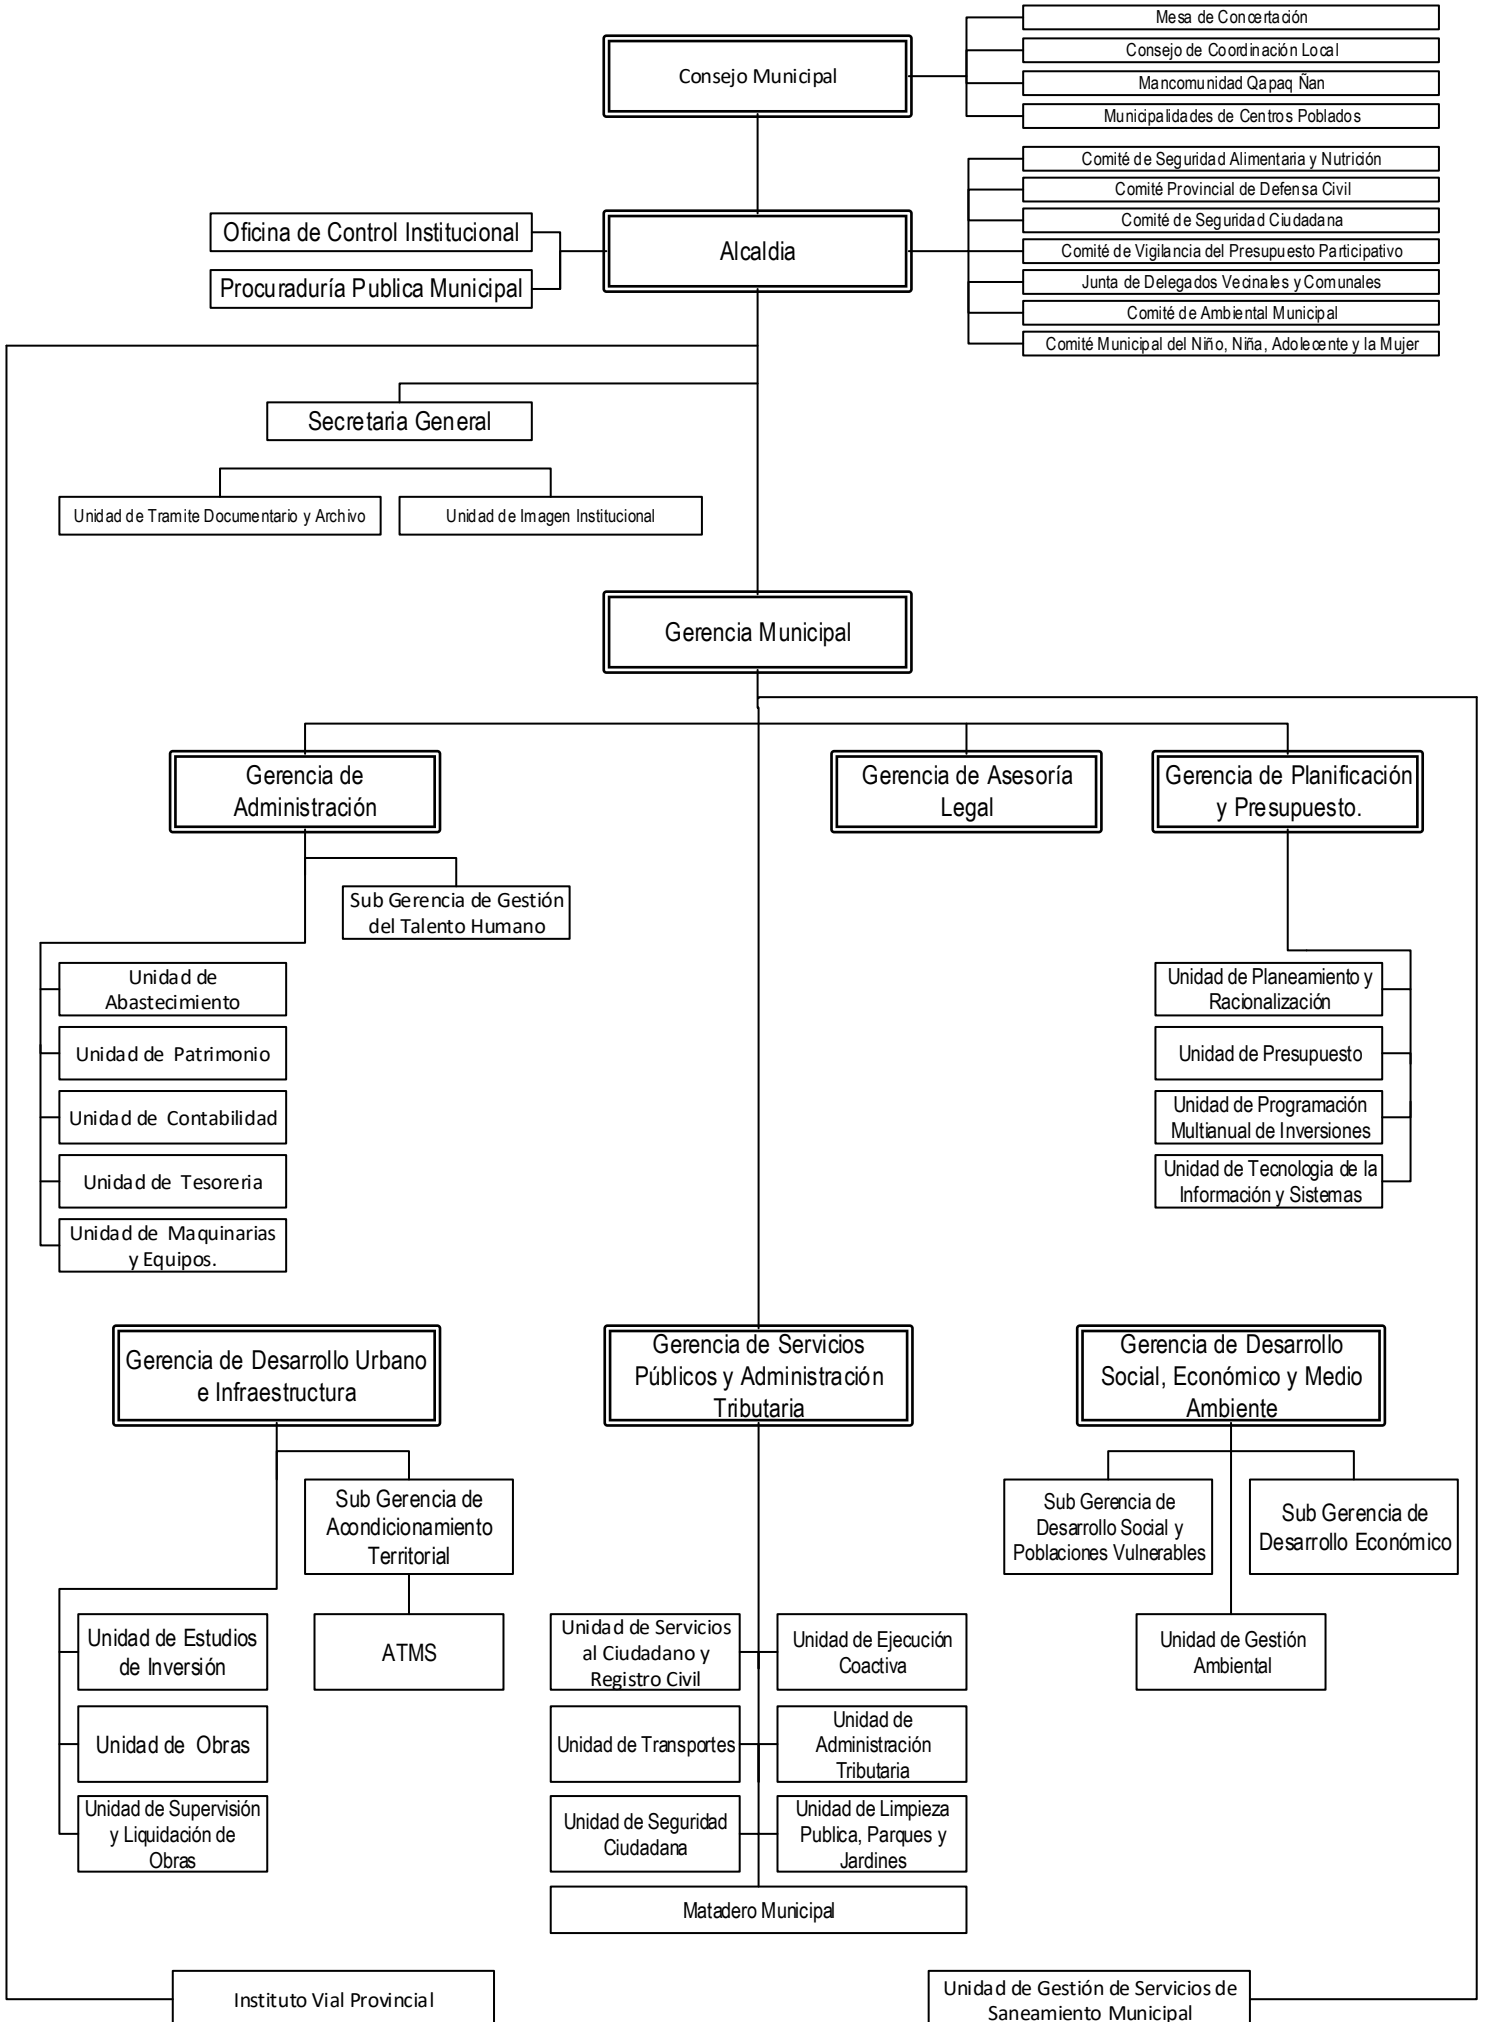 Mesa de Concertación
Consejo de Coordinación Local
Mancomunidad Qapaq Ñan
Municipalidades de Centros Poblados
Consejo Municipal
Comité de Seguridad Alimentaria y Nutrición
Comité Provincial de Defensa Civil
Comité de Seguridad Ciudadana
Comité de Vigilancia del Presupuesto Participativo
Junta de Delegados Vecinales y Comunales
Comité de Ambiental Municipal
Comité Municipal del Niño, Niña, Adolecente y la Mujer
Oficina de Control Institucional
Procuraduría Publica Municipal
Alcaldia
Secretaria General
Unidad de Tramite Documentario y Archivo
Unidad de Imagen Institucional
Gerencia Municipal
Gerencia de
Administración
Gerencia de Asesoría
Legal
Gerencia de Planificación
y Presupuesto.
Sub Gerencia de Gestión
del Talento Humano
Unidad de
Abastecimiento
Unidad de Patrimonio
Unidad de Contabilidad
Unidad de Tesoreria
Unidad de Maquinarias
y Equipos.
Unidad de Planeamiento y
Racionalización
Unidad de Presupuesto
Unidad de Programación
Multianual de Inversiones
Unidad de Tecnologia de la
Información y Sistemas
Gerencia de Desarrollo Urbano
e Infraestructura
Gerencia de Servicios
Públicos y Administración
Tributaria
Gerencia de Desarrollo
Social, Económico y Medio
Ambiente
Sub Gerencia de
Acondicionamiento
Territorial
Sub Gerencia de
Desarrollo Social y
Poblaciones Vulnerables
Sub Gerencia de
Desarrollo Económico
Unidad de Estudios
de Inversión
ATMS
Unidad de Servicios
al Ciudadano y
Registro Civil
Unidad de Ejecución
Coactiva
Unidad de Gestión
Ambiental
Unidad de Obras
Unidad de Transportes
Unidad de
Administración
Tributaria
Unidad de Supervisión
y Liquidación de
Obras
Unidad de Seguridad
Ciudadana
Unidad de Limpieza
Publica, Parques y
Jardines
Matadero Municipal
Instituto Vial Provincial
Unidad de Gestión de Servicios de
Saneamiento Municipal